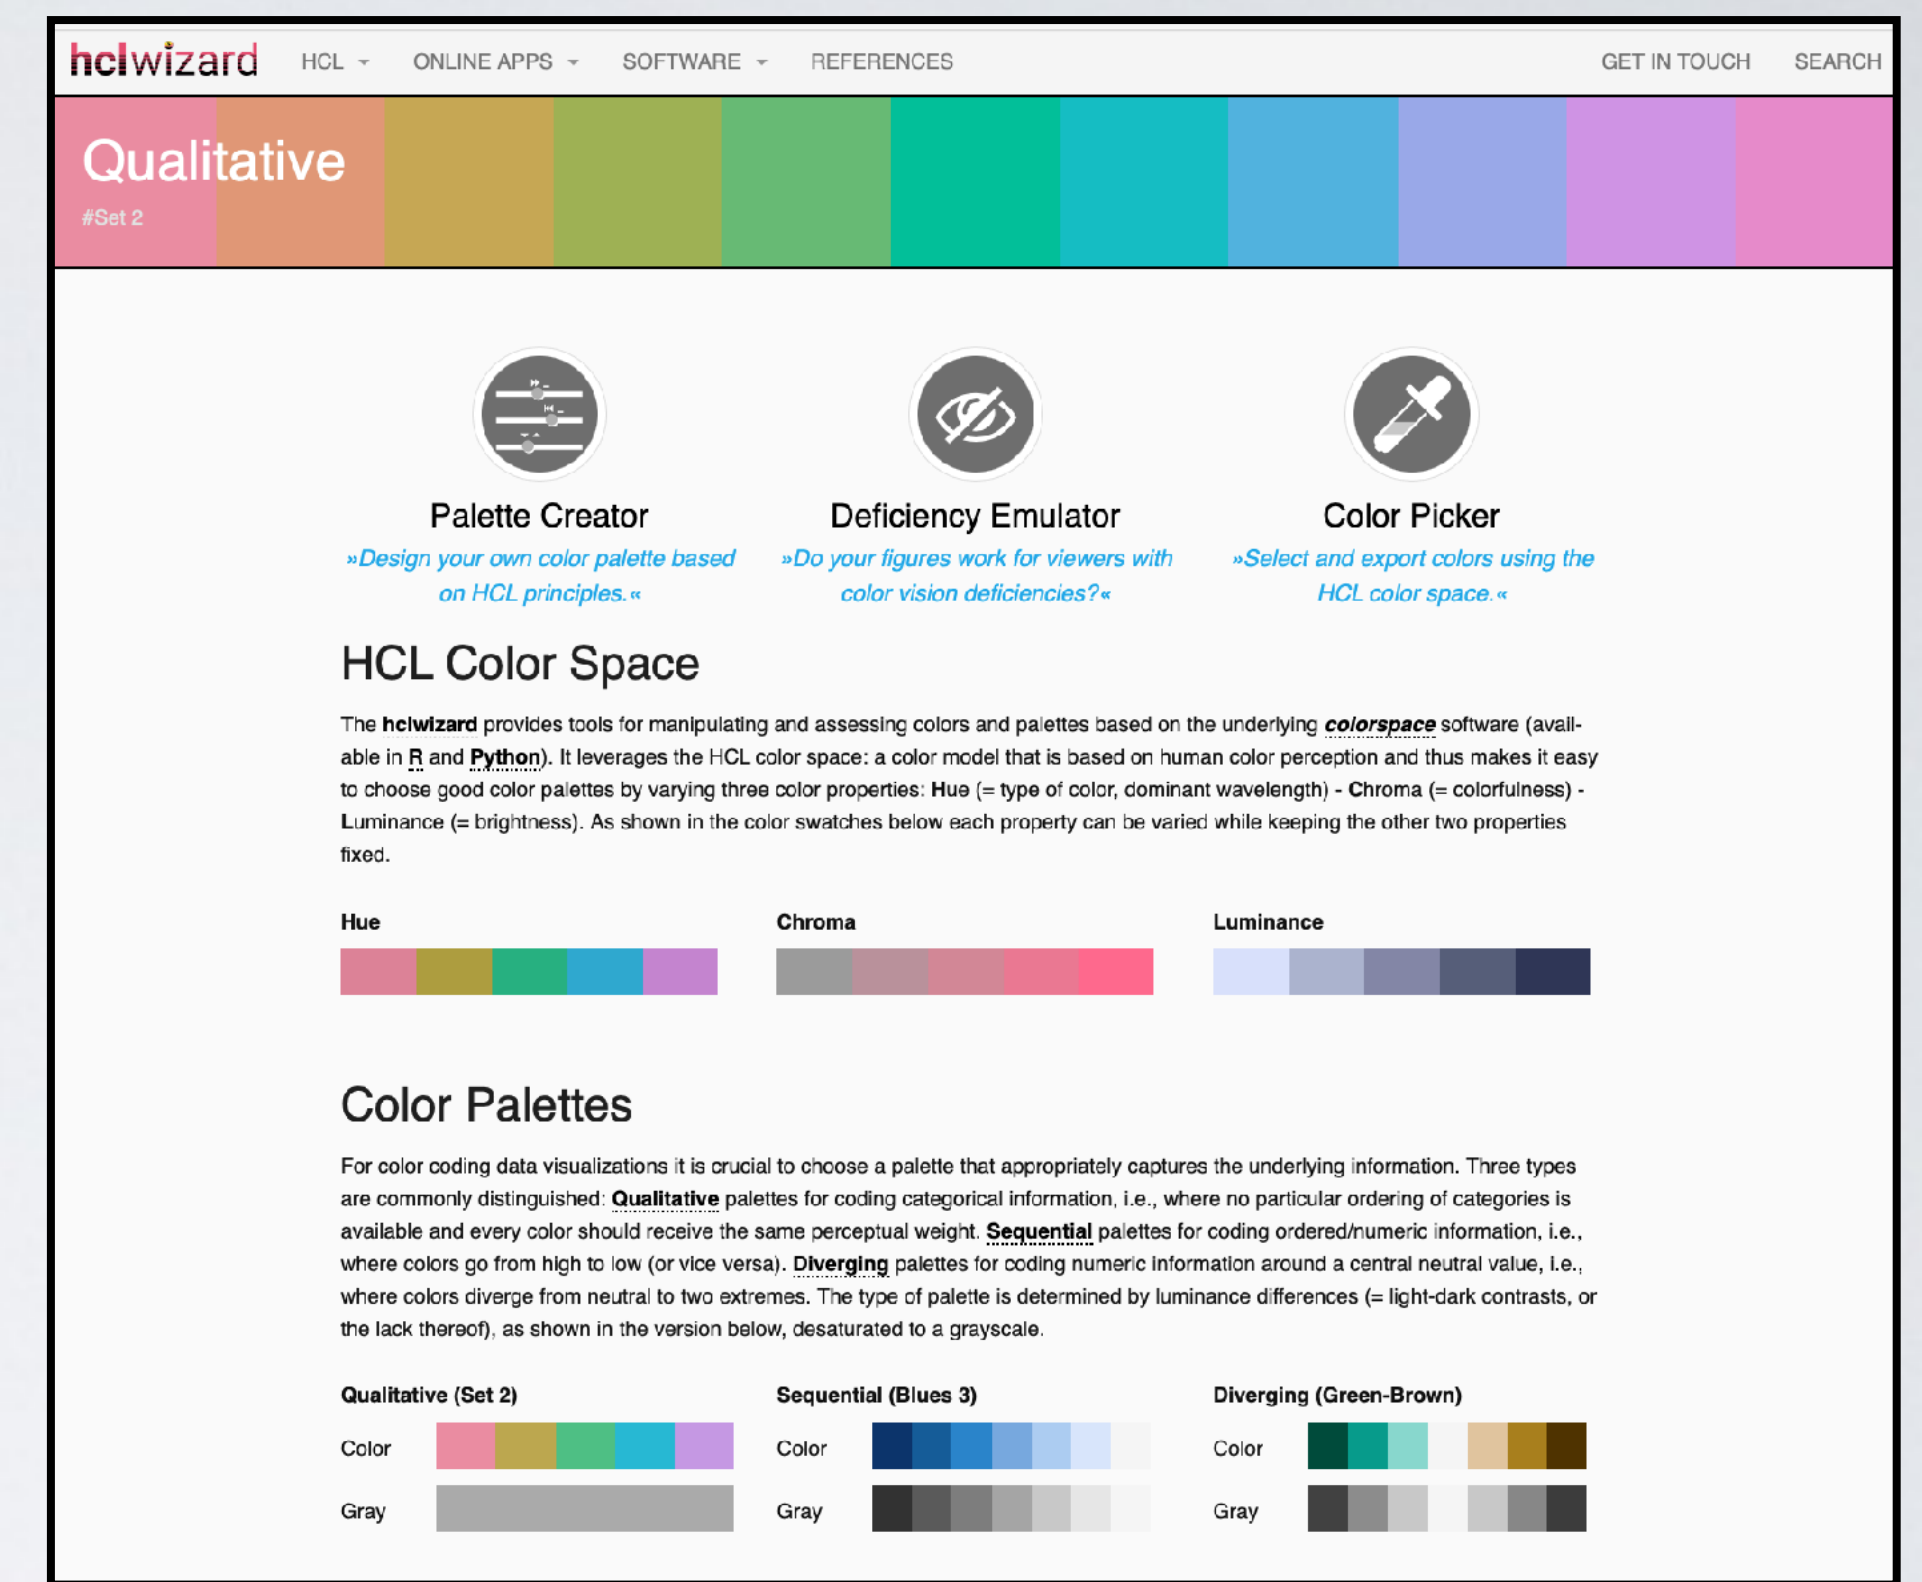 hclwizard HCL ONLINE APPS SOFTWARE REFERENCES GET IN TOUCH SEARCH
Qualitative
#Set 2
Palette Creator
»Design your own color palette based
on HCL principles.«
Deficiency Emulator
»Do your figures work for viewers with
color vision deficiencies?«
Color Picker
»Select and export colors using the
HCL color space.«
HCL Color Space
The hclwizard provides tools for manipulating and assessing colors and palettes based on the underlying colorspace software (avail-
able in R and Python). It leverages the HCL color space: a color model that is based on human color perception and thus makes it easy
to choose good color palettes by varying three color properties: Hue (= type of color, dominant wavelength) - Chroma (= colorfulness) -
Luminance (= brightness). As shown in the color swatches below each property can be varied while keeping the other two properties
fixed.
Hue Chroma Luminance
Color Palettes
For color coding data visualizations it is crucial to choose a palette that appropriately captures the underlying information. Three types
are commonly distinguished: Qualitative palettes for coding categorical information, i.e., where no particular ordering of categories is
available and every color should receive the same perceptual weight. Sequential palettes for coding ordered/numeric information, i.e.,
where colors go from high to low (or vice versa). Diverging palettes for coding numeric information around a central neutral value, i.e.,
where colors diverge from neutral to two extremes. The type of palette is determined by luminance differences (= light-dark contrasts, or
the lack thereof), as shown in the version below, desaturated to a grayscale.
Qualitative (Set 2)
Color
Gray
Sequential (Blues 3)
Color
Gray
Diverging (Green-Brown)
Color
Gray